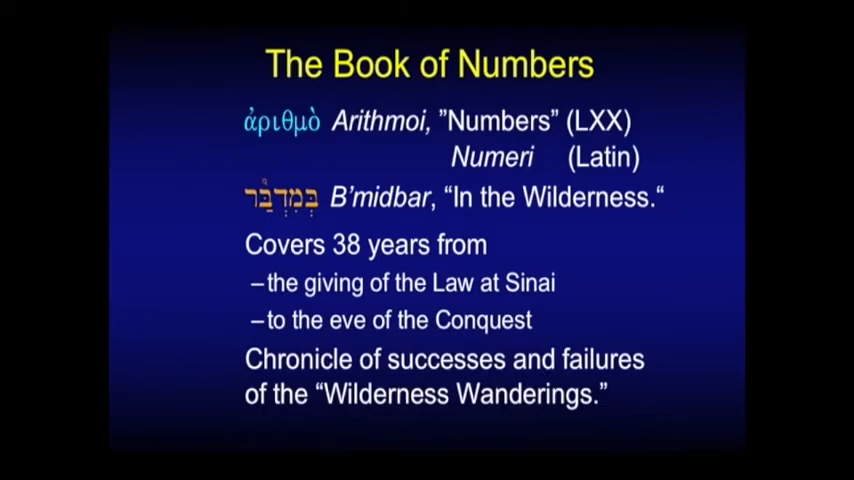 The Book of Numbers
ἀριθμὸ Arithmoi, ”Numbers” (LXX)
Numeri (Latin)
בְּמִדְבַּ֨ר B’midbar, “In the Wilderness.“
Covers 38 years from
–the giving of the Law at Sinai
–to the eve of the Conquest
Chronicle of successes and failures
of the “Wilderness Wanderings.”